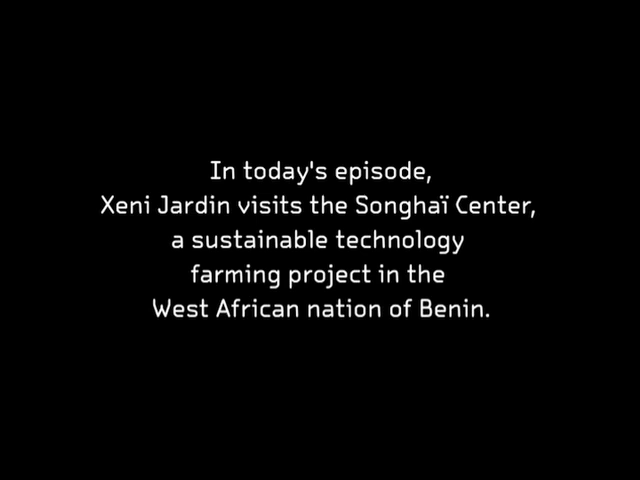 In today's episode,
Xeni Jardin visits the Songhaï Center,
a sustainable technology
farming project in the
West African nation of Benin.